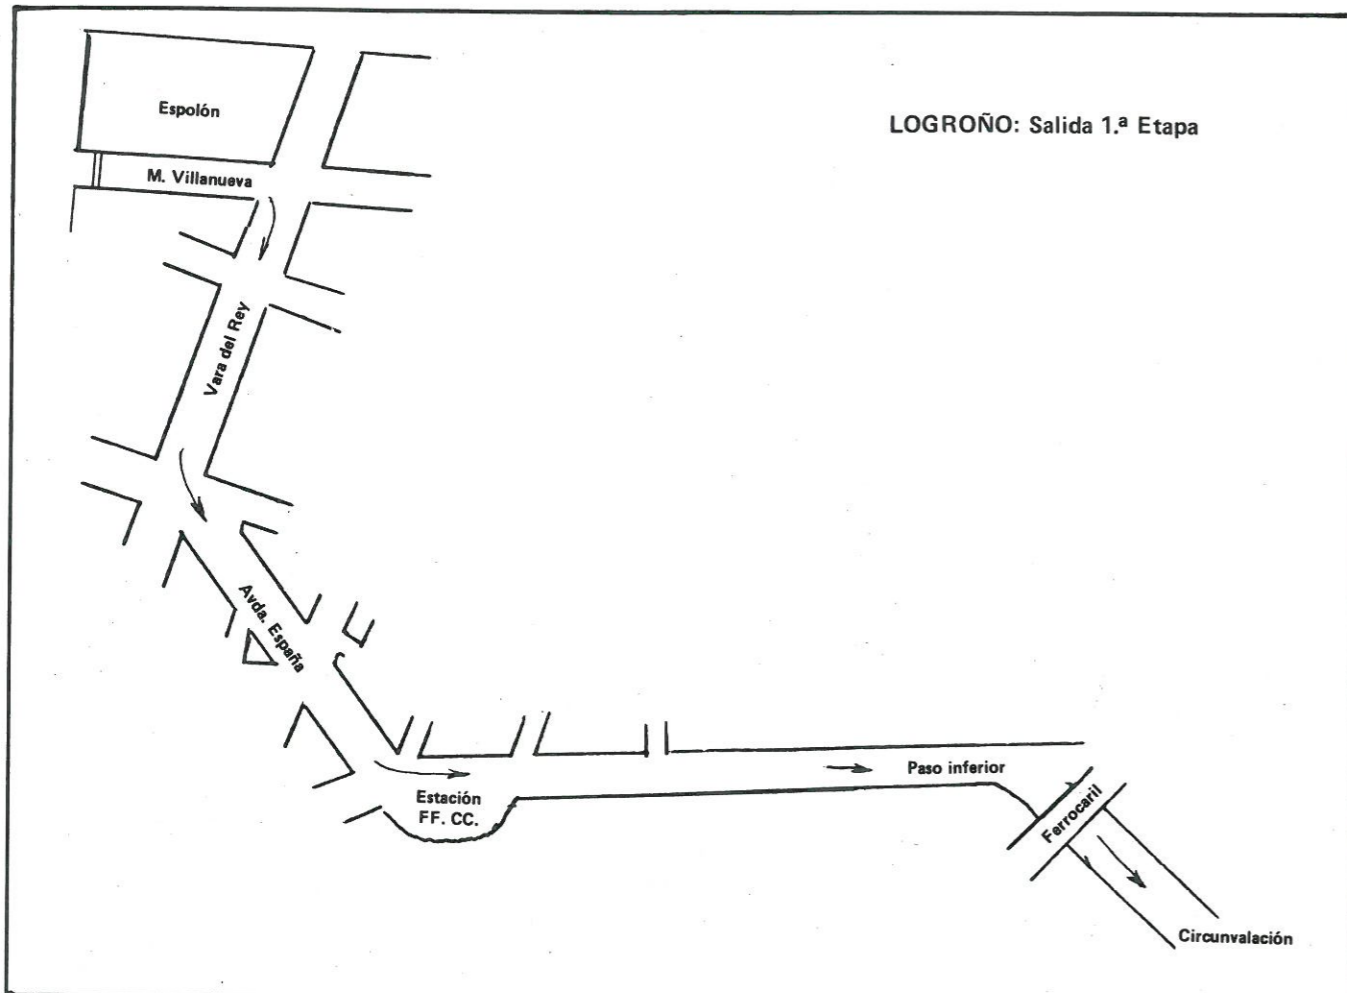 LOGROÑO: Salida 1.ª Etapa
Espolón
M. Villanueva
Vara del Rey
Avda. España
Estación
FF. CC.
Paso inferior
Ferrocaril
Circunvalación